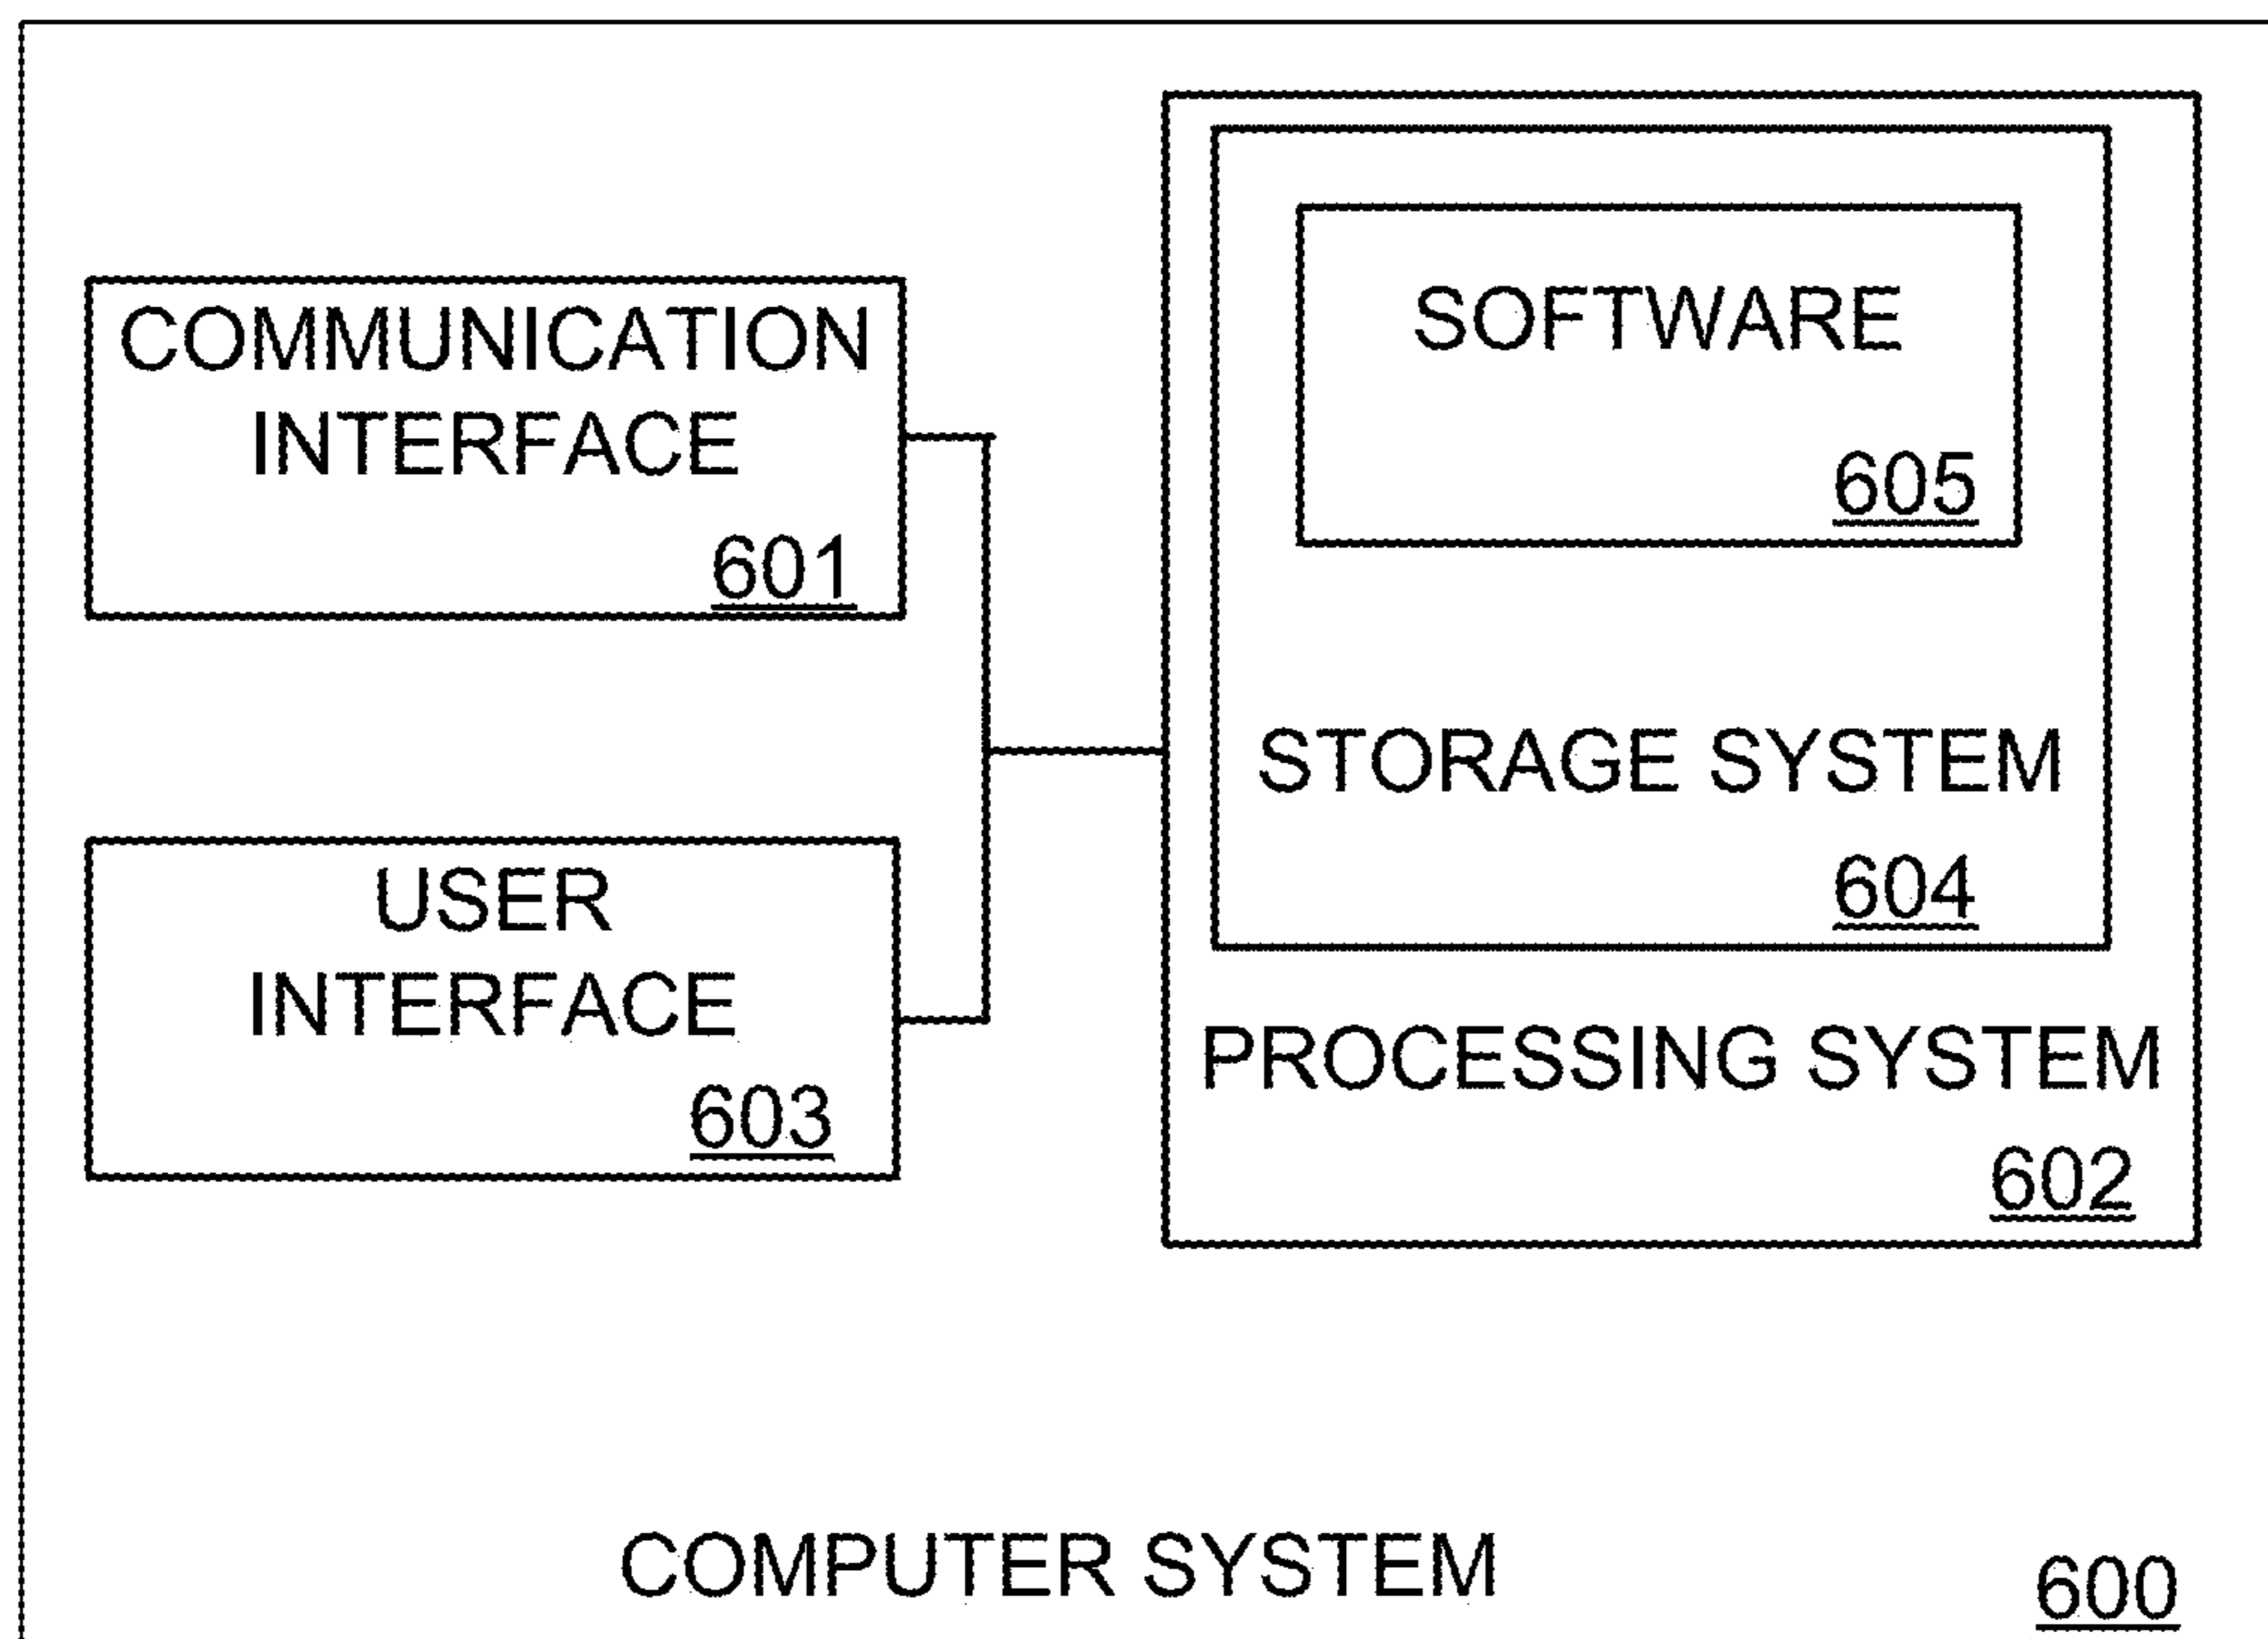 COMMUNICATION
INTERFACE
601
USER
INTERFACE
603
SOFTWARE
605
STORAGE SYSTEM
604
PROCESSING SYSTEM
602
COMPUTER SYSTEM
600